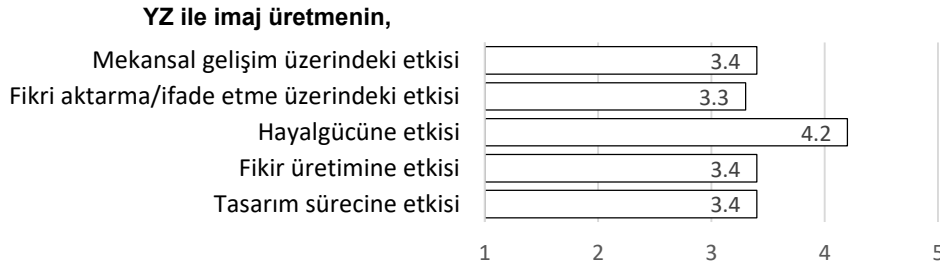 YZ ile imaj üretmenin,
Mekansal gelişim üzerindeki etkisi 3.4
Fikri aktarma/ifade etme üzerindeki etkisi 3.3
Hayalgücüne etkisi 4.2
Fikir üretimine etkisi 3.4
Tasarım sürecine etkisi 3.4
1 2 3 4 5